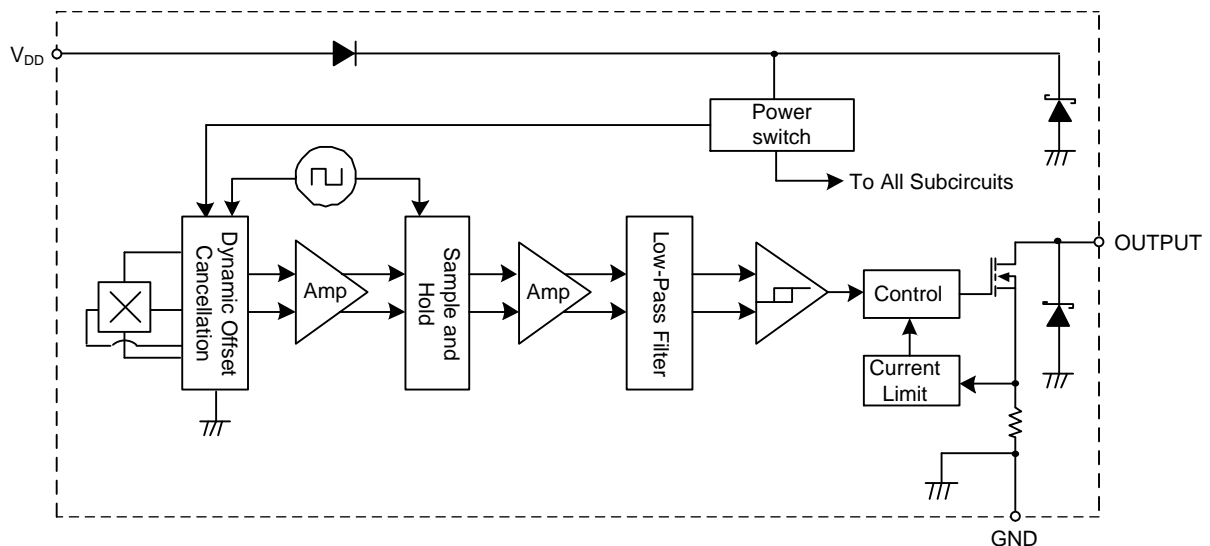 VDD
Power
switch
To All Subcircuits
Dynamic Offset
Cancellation
Amp
Sample and
Hold
Amp
Low-Pass Filter
Control
Current
Limit
OUTPUT
GND